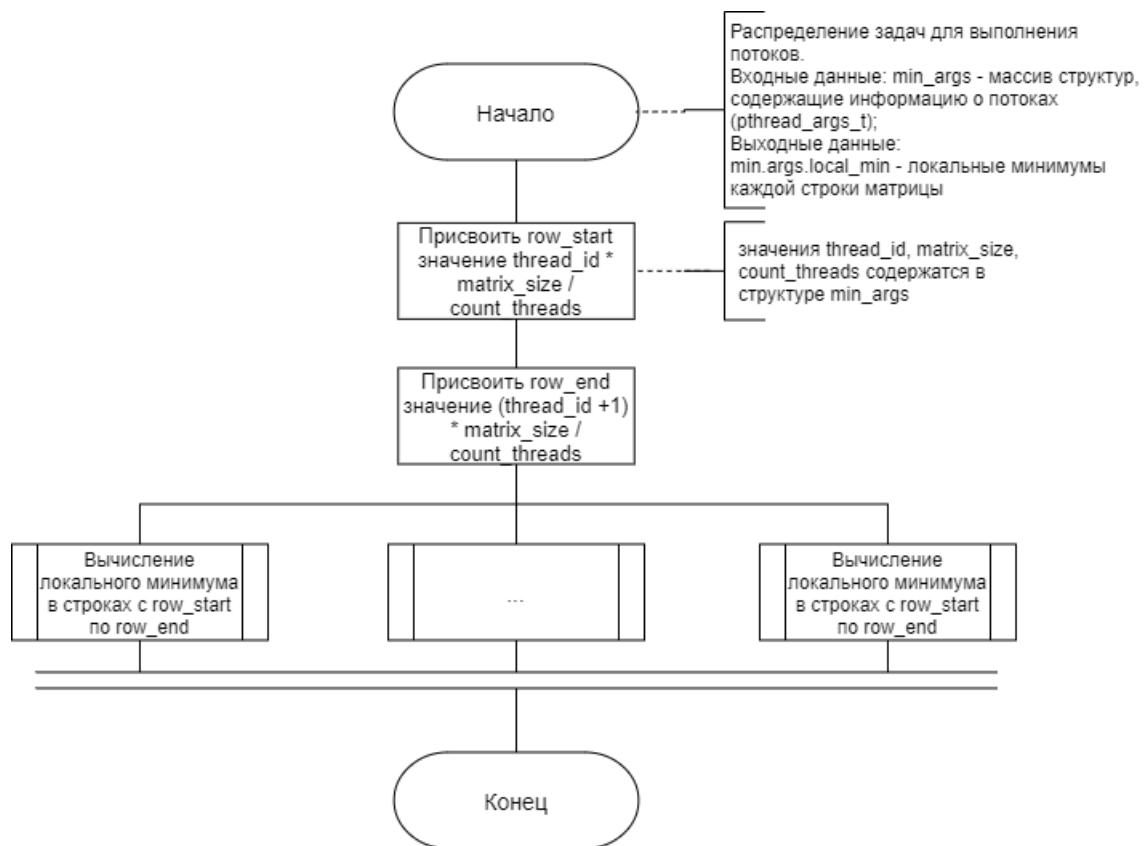 Распределение задач для выполнения
потоков.
Входные данные: min_args - массив структур,
содержащие информацию о потоках
(pthread_args_t);
Выходные данные:
min.args.local_min - локальные минимумы
каждой строки матрицы
Начало
Присвоить row_start
значение thread_id *
matrix_size /
count_threads
значения thread_id, matrix_size,
count_threads содержатся в
структуре min_args
Присвоить row_end
значение (thread_id +1)
* matrix_size /
count_threads
Вычисление
локального минимума
в строках с row_start
по row_end
...
Вычисление
локального минимума
в строках с row_start
по row_end
Конец